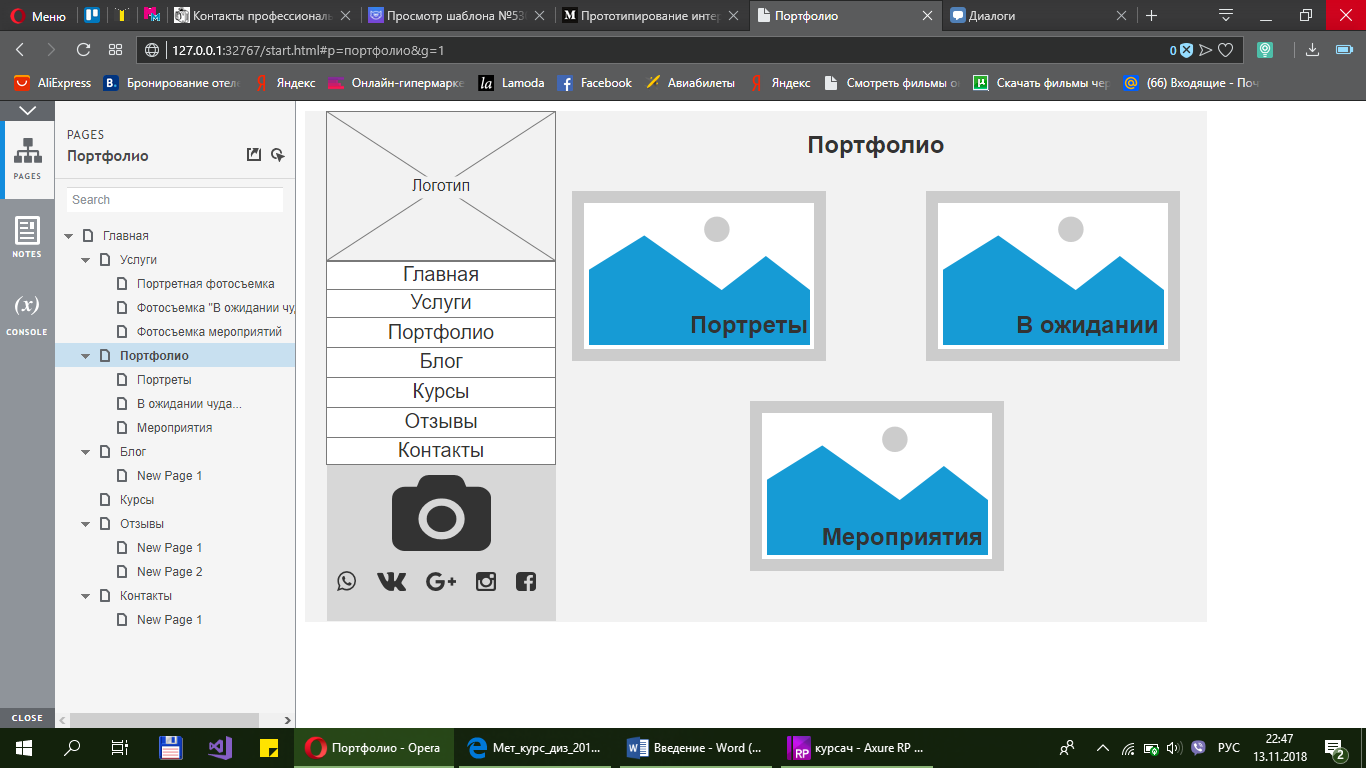 Меню
Контакты профессиональ
Просмотр шаблона №53
Прототипирование интер
Портфолио
Диалоги
127.0.0.1:32767/start.html#p=портфолио&g=1
0
AliExpress
Бронирование отеле
Яндекс
Онлайн-гипермарке
Lamoda
Facebook
Авиабилеты
Яндекс
Смотреть фильмы о
Скачать фильмы чер
(66) Входящие - Поч
PAGES
NOTES
(x)
CONSOLE
CLOSE
PAGES
Портфолио
Search
Главная
Услуги
Портретная фотосъемка
Фотосъемка "В ожидании чу
Фотосъемка мероприятий
Портфолио
Портреты
В ожидании чуда...
Мероприятия
Блог
New Page 1
Курсы
Отзывы
New Page 1
New Page 2
Контакты
New Page 1
Логотип
Главная
Услуги
Портфолио
Блог
Курсы
Отзывы
Контакты
Портфолио
Портреты
В ожидании
Мероприятия
Портфолио - Opera
Мет_курс_диз_201...
Введение - Word (...
курсач - Axure RP ...
РУС
22:47
13.11.2018
2